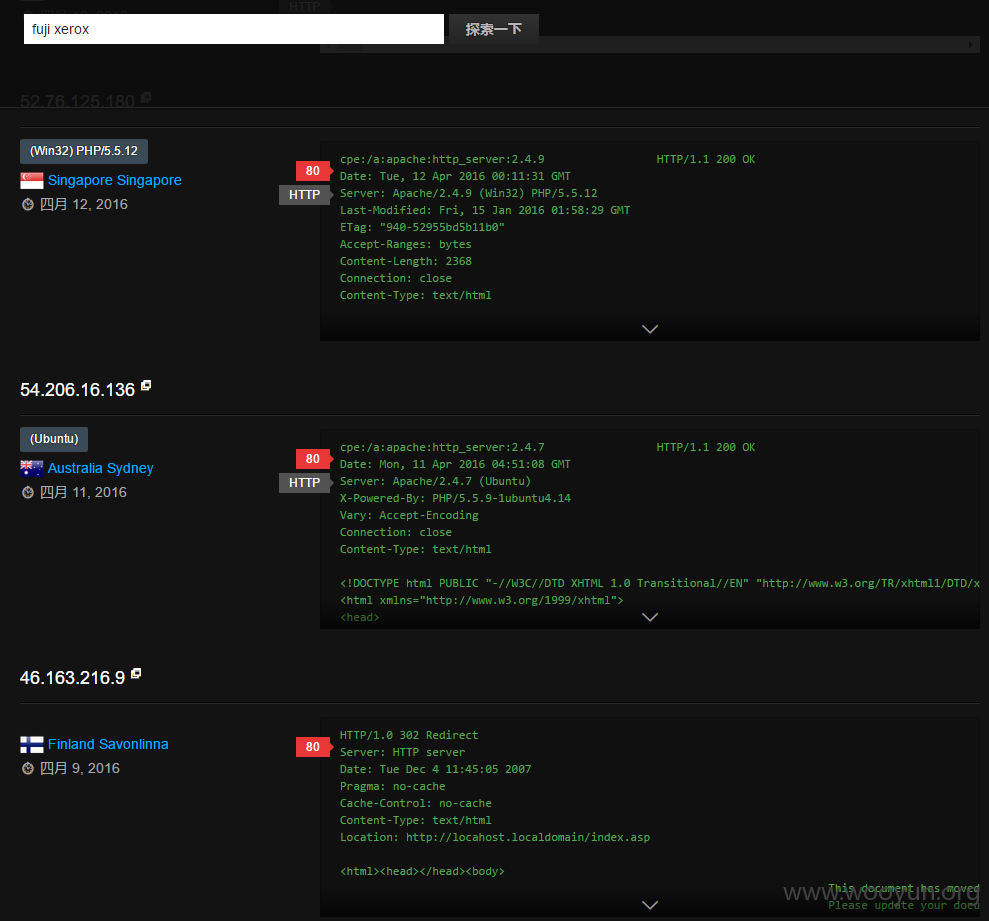 HTTP
fuji xerox
探索一下
52.76.125.180
(Win32) PHP/5.5.12
Singapore Singapore
四月 12, 2016
80
HTTP
cpe:/a:apache:http_server:2.4.9 HTTP/1.1 200 OK
Date: Tue, 12 Apr 2016 00:11:31 GMT
Server: Apache/2.4.9 (Win32) PHP/5.5.12
Last-Modified: Fri, 15 Jan 2016 01:58:29 GMT
ETag: "940-52955bd5b11b0"
Accept-Ranges: bytes
Content-Length: 2368
Connection: close
Content-Type: text/html
54.206.16.136
(Ubuntu)
Australia Sydney
四月 11, 2016
80
HTTP
cpe:/a:apache:http_server:2.4.7 HTTP/1.1 200 OK
Date: Mon, 11 Apr 2016 04:51:08 GMT
Server: Apache/2.4.7 (Ubuntu)
X-Powered-By: PHP/5.5.9-1ubuntu4.14
Vary: Accept-Encoding
Connection: close
Content-Type: text/html
<!DOCTYPE html PUBLIC "-//W3C//DTD XHTML 1.0 Transitional//EN" "http://www.w3.org/TR/xhtml1/DTD/x
<html xmlns="http://www.w3.org/1999/xhtml">
<head>
46.163.216.9
Finland Savonlinna
四月 9, 2016
80
HTTP/1.0 302 Redirect
Server: HTTP server
Date: Tue Dec 4 11:45:05 2007
Pragma: no-cache
Cache-Control: no-cache
Content-Type: text/html
Location: http://locahost.localdomain/index.asp
<html><head></head><body>
This document has moved
Please update your docu
www.wooyun.org